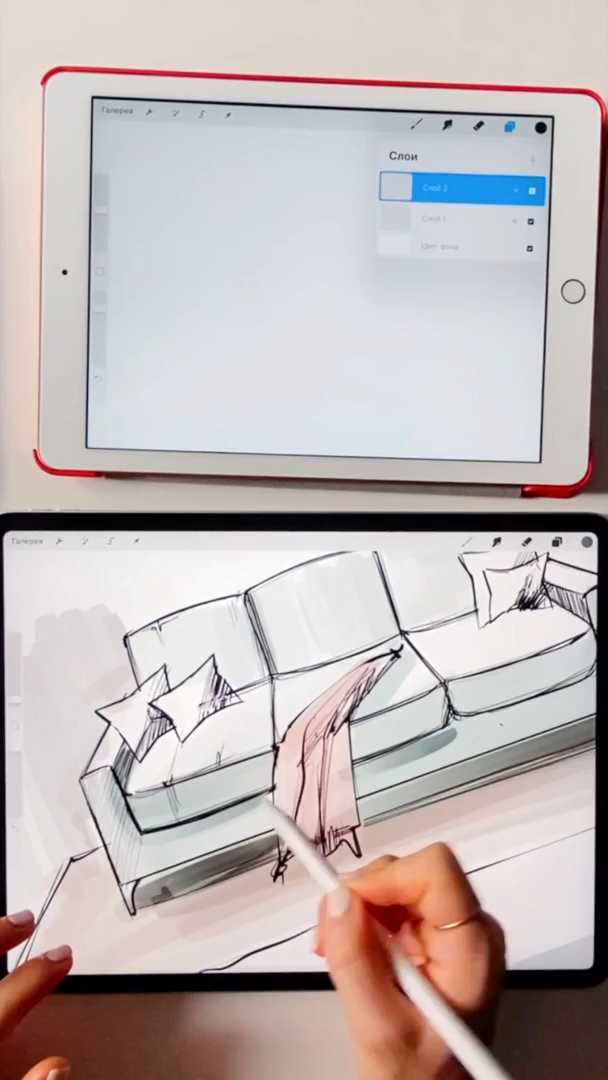 Галерея
Слои
Слой 2
Слой 1
Цвет фона
Галерея